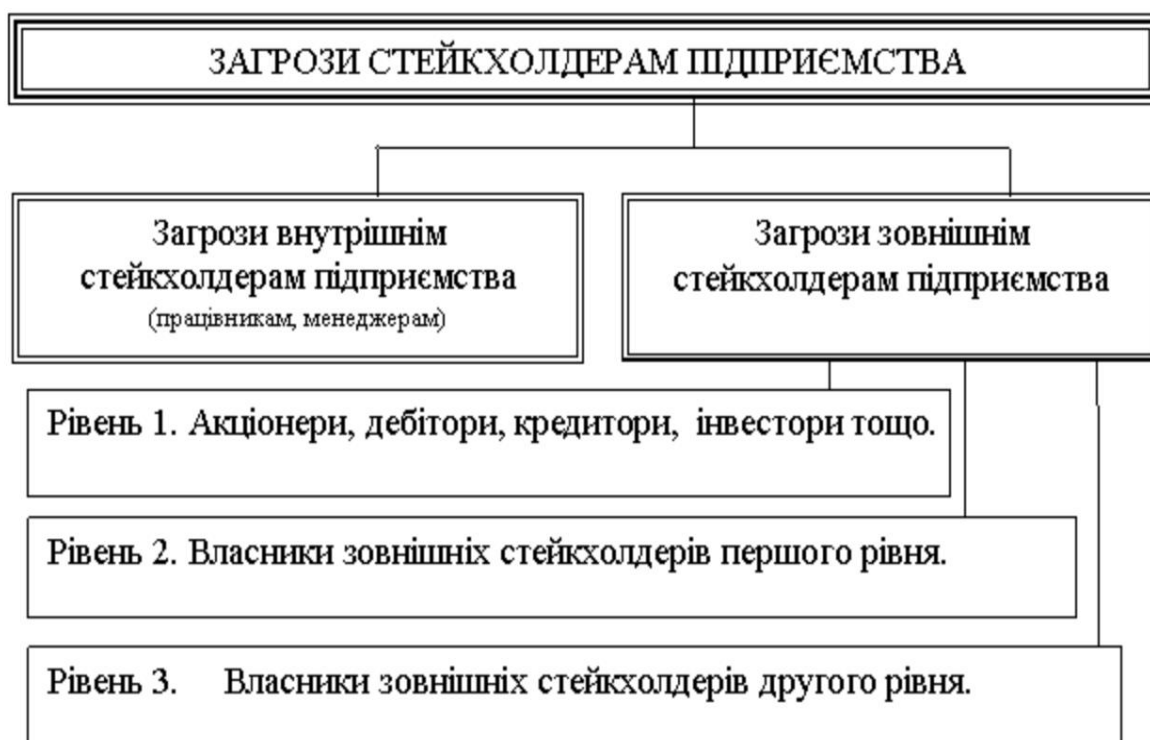 ЗАГРОЗИ СТЕЙКХОЛДЕРАМ ПІДПРИЄМСТВА
Загрози внутрішнім
стейкхолдерам підприємства
(працівникам, менеджерам)
Загрози зовнішнім
стейкхолдерам підприємства
Рівень 1. Акціонери, дебітори, кредитори, інвестори тощо.
Рівень 2. Власники зовнішніх стейкхолдерів першого рівня.
Рівень 3. Власники зовнішніх стейкхолдерів другого рівня.